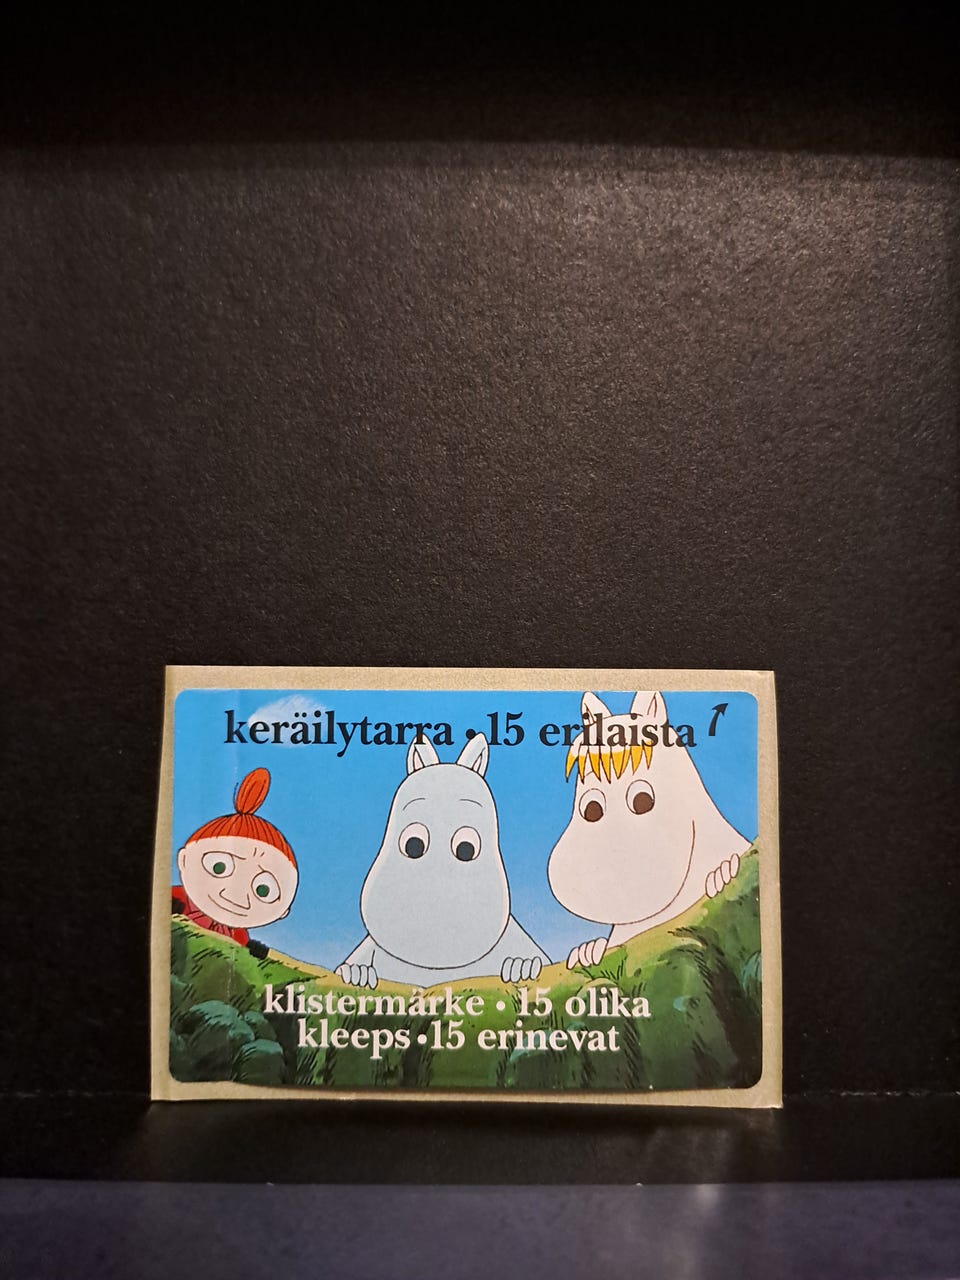 keräilytarra • 15 erilaista
klistermärke • 15 olika
kleeps • 15 erinevat